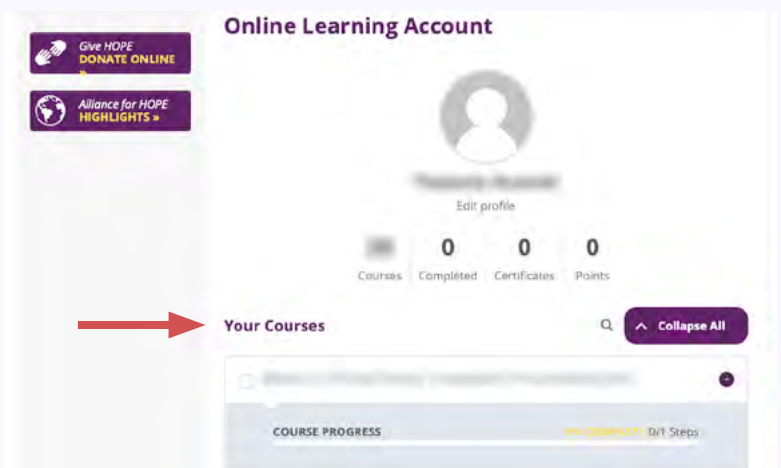 Online Learning Account
Give HOPE
DONATE ONLINE
»
Alliance for HOPE
HIGHLIGHTS »
Edit profile
0
0
0
Courses
Completed
Certificates
Points
Your Courses
Collapse All
COURSE PROGRESS
0/1 Steps